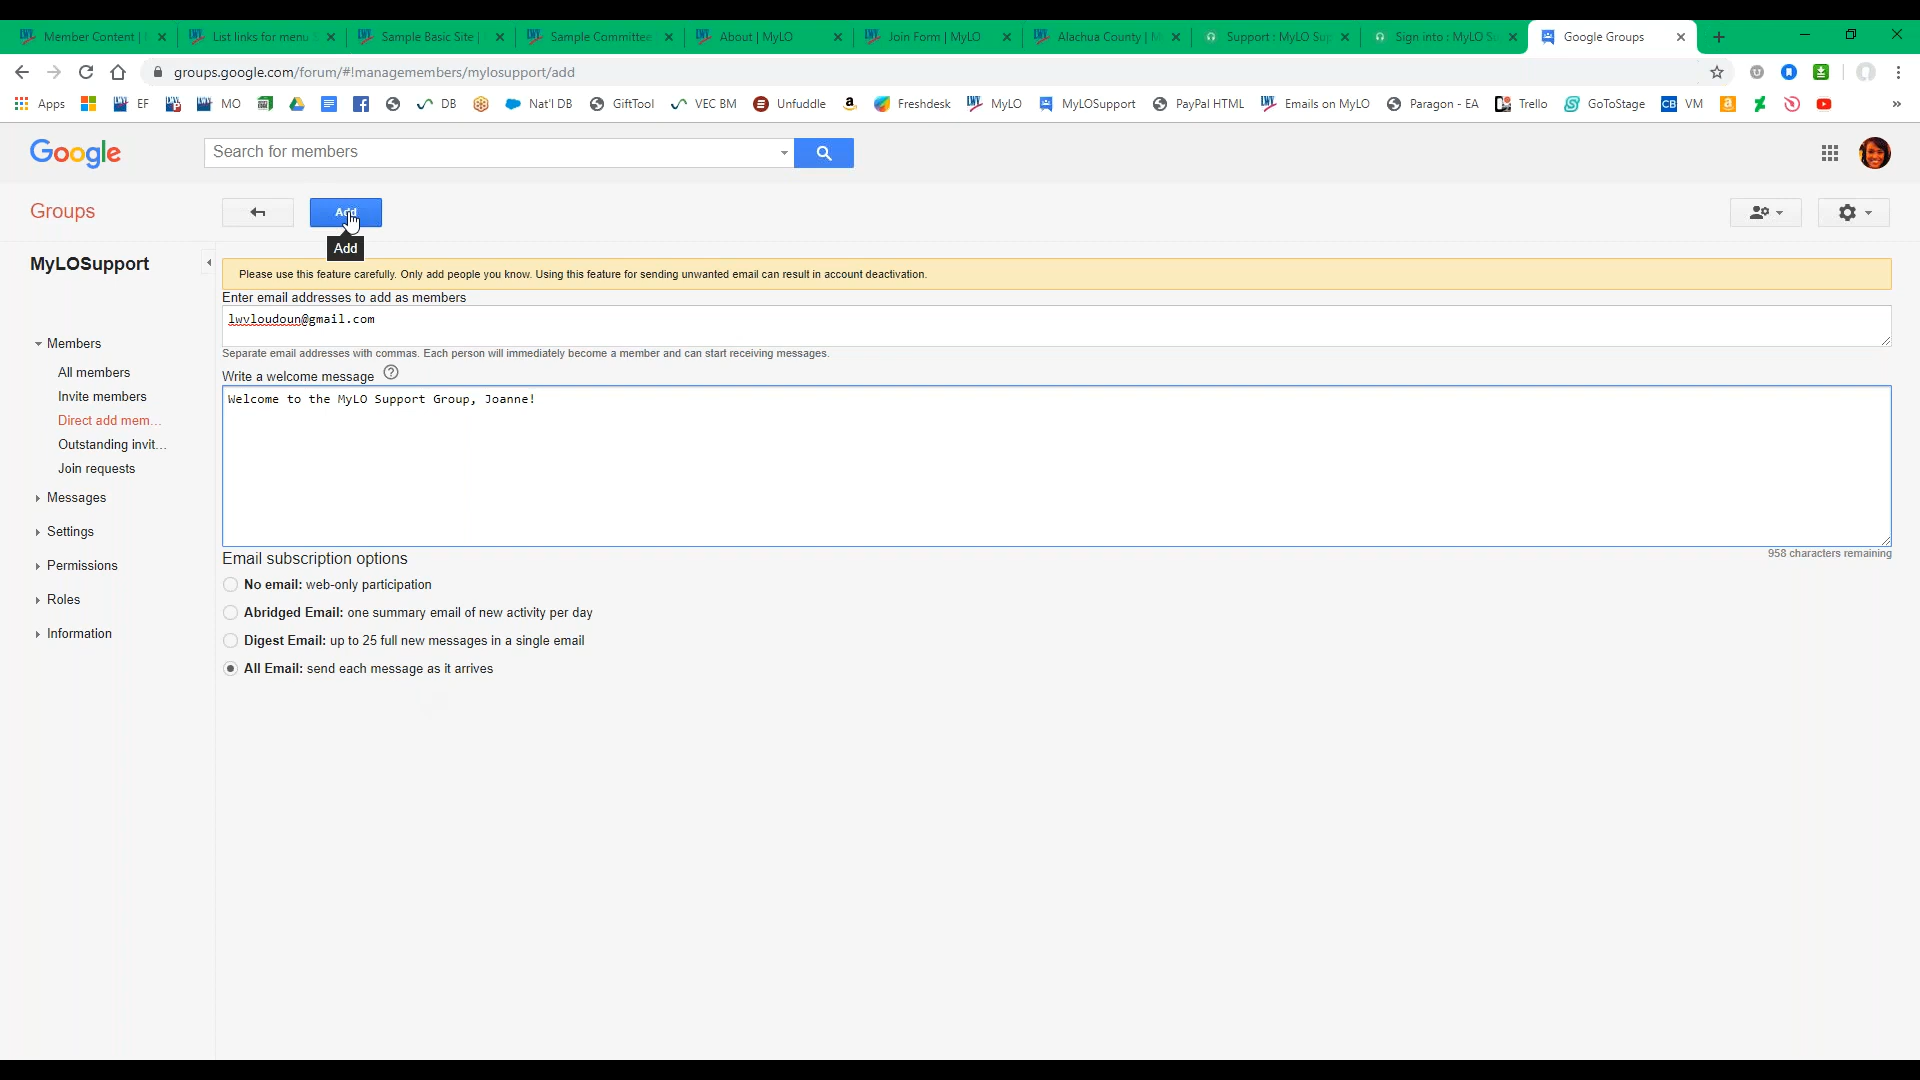 Member Content |
List links for menu
Sample Basic Site |
Sample Committee
About | MyLO
Join Form | MyLO
Alachua County | M
Support : MyLO Sup
Sign into : MyLO S
Google Groups
groups.google.com/forum/#!managemembers/mylosupport/add
Apps
EF
MO
DB
Nat'l DB
GiftTool
VEC BM
Unfuddle
Freshdesk
MyLO
MyLOSupport
PayPal HTML
Emails on MyLO
Paragon - EA
Trello
GoToStage
CB VM
»
Google
Search for members
Groups
Add
Add
MyLOSupport
Please use this feature carefully. Only add people you know. Using this feature for sending unwanted email can result in account deactivation.
Enter email addresses to add as members
lwvloudoun@gmail.com
Separate email addresses with commas. Each person will immediately become a member and can start receiving messages.
Write a welcome message
Welcome to the MyLO Support Group, Joanne!
958 characters remaining
Members
All members
Invite members
Direct add mem...
Outstanding invit...
Join requests
Messages
Settings
Permissions
Roles
Information
Email subscription options
No email: web-only participation
Abridged Email: one summary email of new activity per day
Digest Email: up to 25 full new messages in a single email
All Email: send each message as it arrives